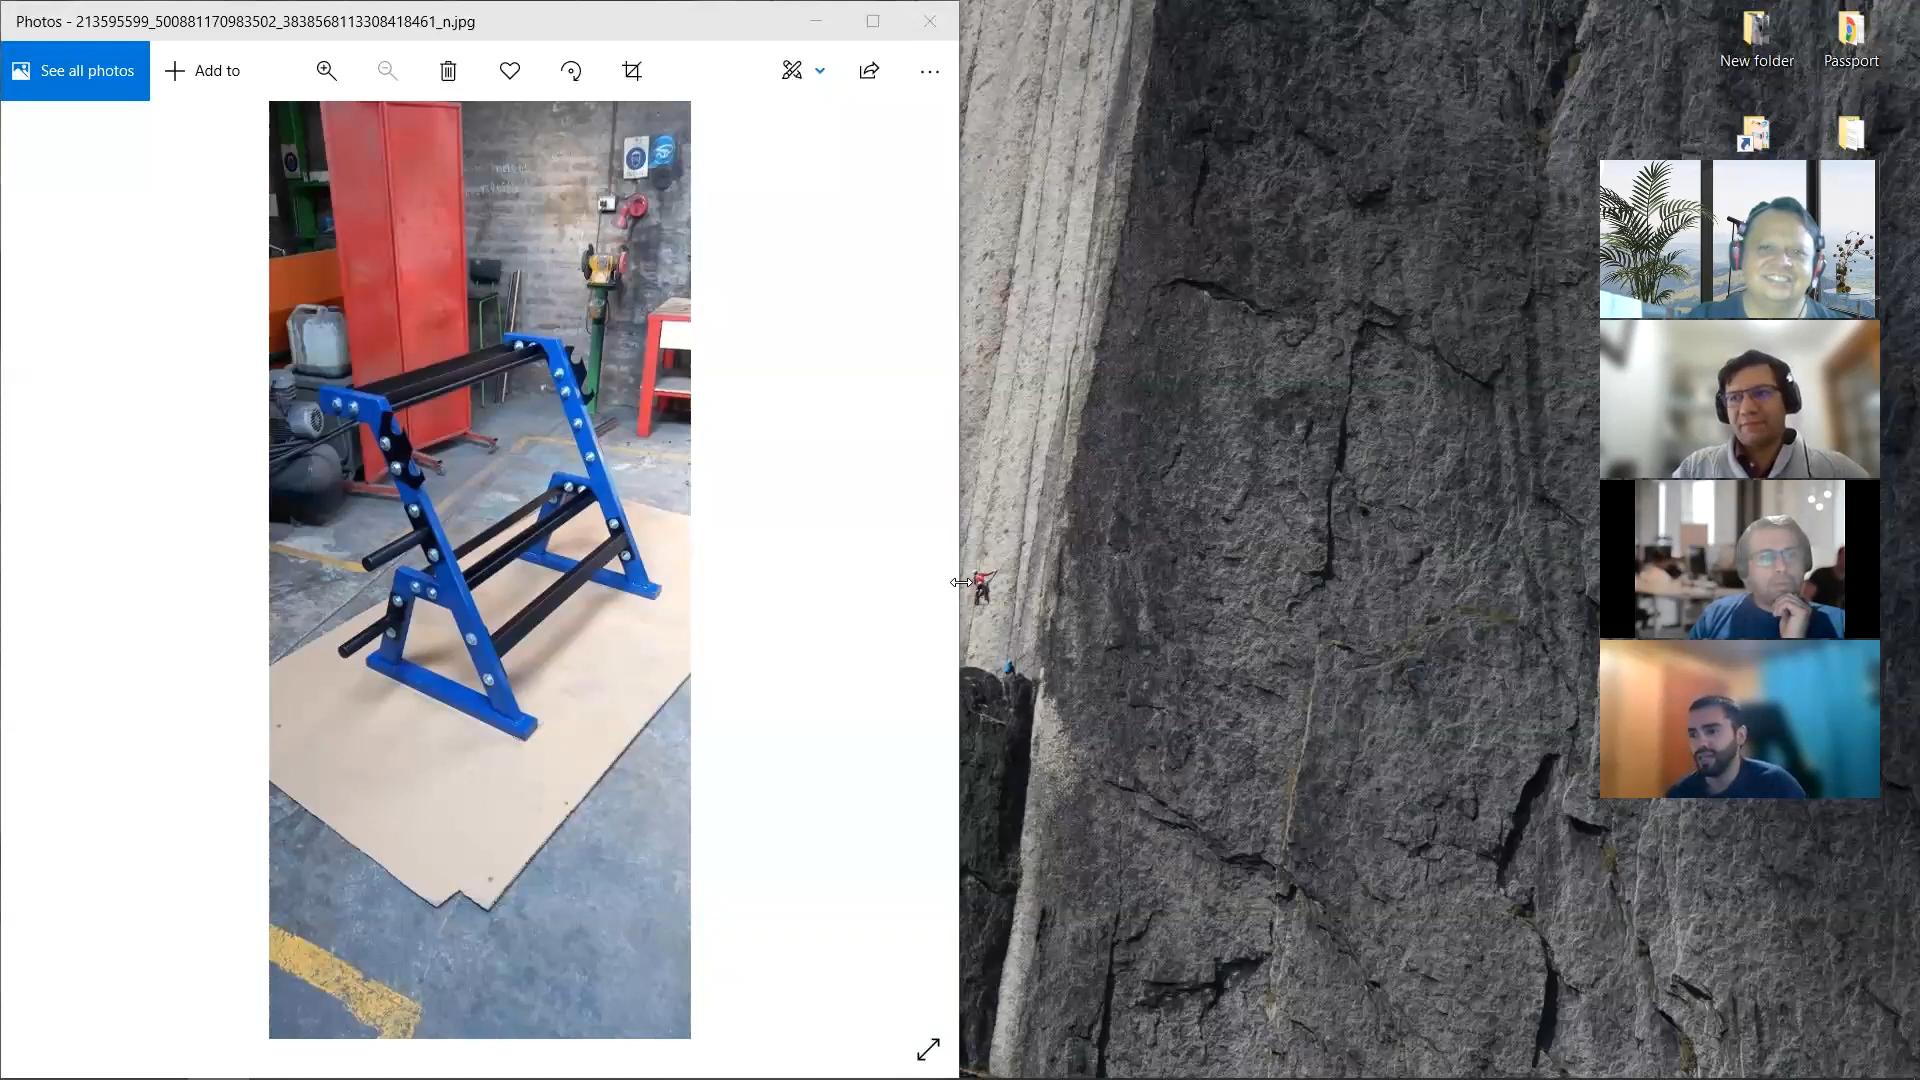 Photos - 213595599_500881170983502_3838568113308418461_n.jpg
See all photos
Add to
New folder
Passport